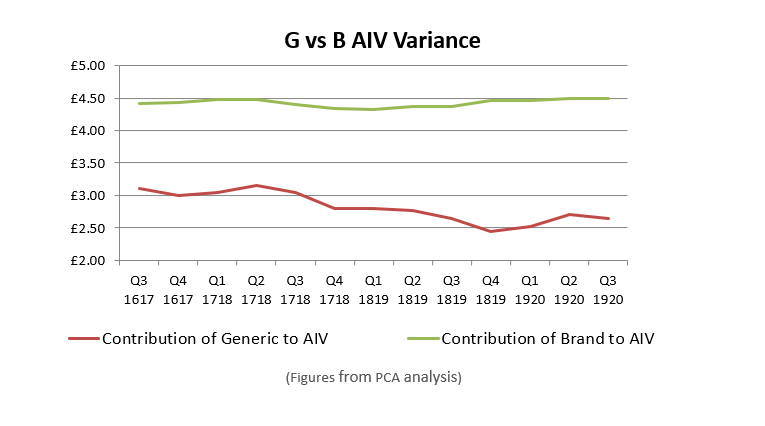 G vs B AIV Variance
£5.00
£4.50
£4.00
£3.50
£3.00
£2.50
£2.00
Q3 Q4 Q1 Q2 Q3 Q4 Q1 Q2 Q3 Q4 Q1 Q2 Q3
1617 1617 1718 1718 1718 1718 1819 1819 1819 1819 1920 1920 1920
Contribution of Generic to AIV Contribution of Brand to AIV
(Figures from PCA analysis)